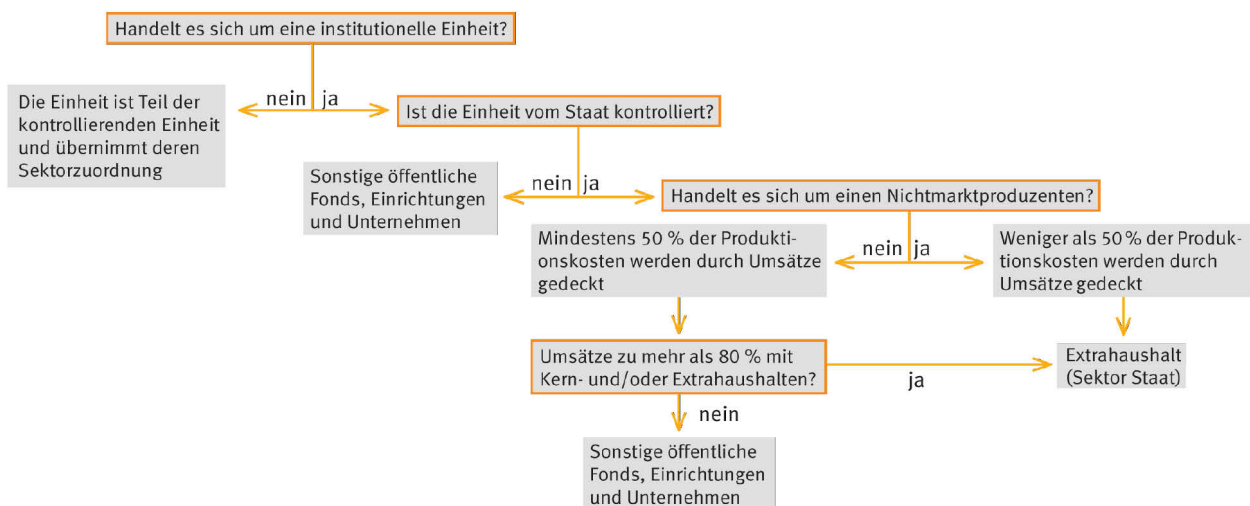 Handelt es sich um eine institutionelle Einheit?
nein ja
Die Einheit ist Teil der
kontrollierenden Einheit
und übernimmt deren
Sektorzuordnung
Ist die Einheit vom Staat kontrolliert?
nein ja
Sonstige öffentliche
Fonds, Einrichtungen
und Unternehmen
Handelt es sich um einen Nichtmarktproduzenten?
nein ja
Mindestens 50 % der Produkti-
onskosten werden durch Umsätze
gedeckt
Weniger als 50 % der Produk-
tionskosten werden durch
Umsätze gedeckt
Umsätze zu mehr als 80 % mit
Kern- und/oder Extrahaushalten?
ja
Extrahaushalt
(Sektor Staat)
nein
Sonstige öffentliche
Fonds, Einrichtungen
und Unternehmen